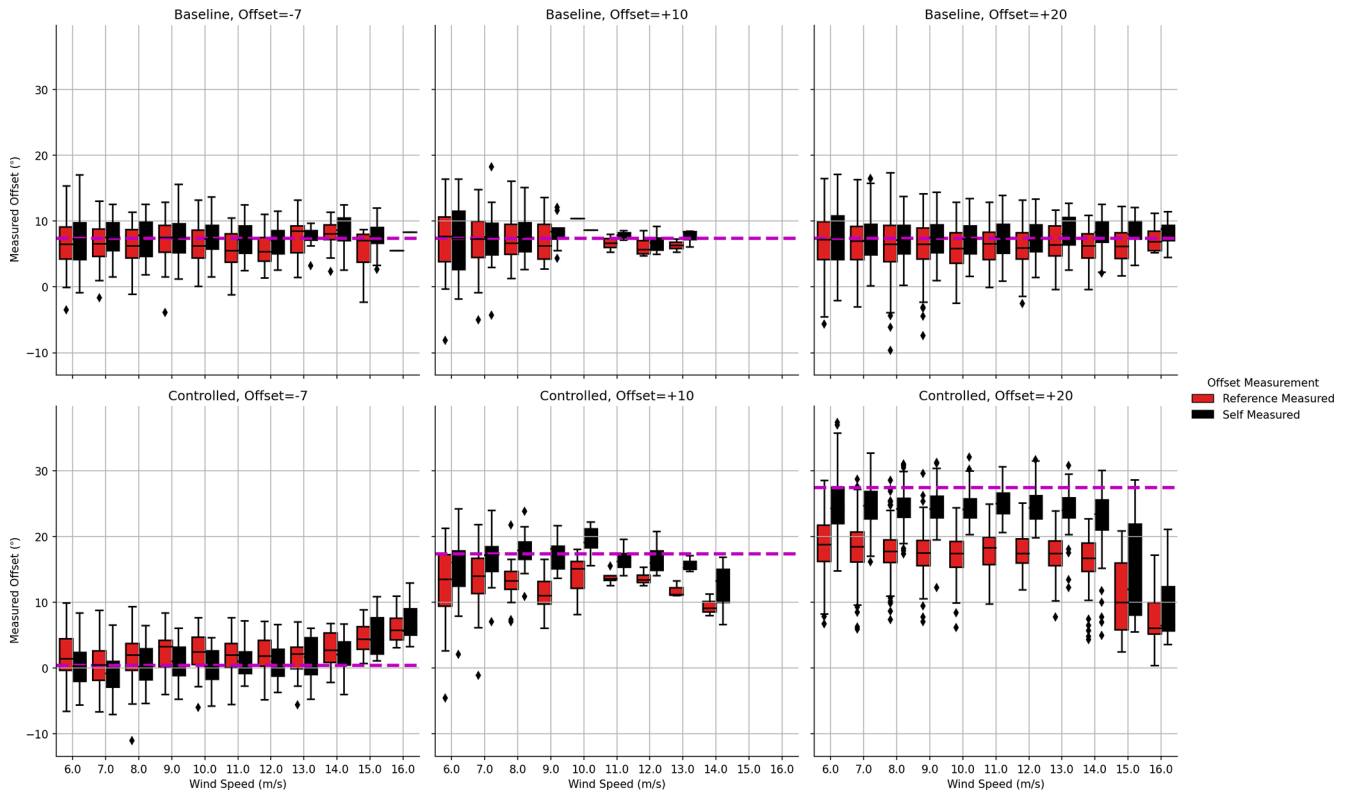 Baseline, Offset=-7
Baseline, Offset=+10
Baseline, Offset=+20
Measured Offset (°)
30
20
10
0
−10
Offset Measurement
Reference Measured
Self Measured
Controlled, Offset=-7
Controlled, Offset=+10
Controlled, Offset=+20
Measured Offset (°)
30
20
10
0
−10
6.0 7.0 8.0 9.0 10.0 11.0 12.0 13.0 14.0 15.0 16.0
Wind Speed (m/s)
6.0 7.0 8.0 9.0 10.0 11.0 12.0 13.0 14.0 15.0 16.0
Wind Speed (m/s)
6.0 7.0 8.0 9.0 10.0 11.0 12.0 13.0 14.0 15.0 16.0
Wind Speed (m/s)